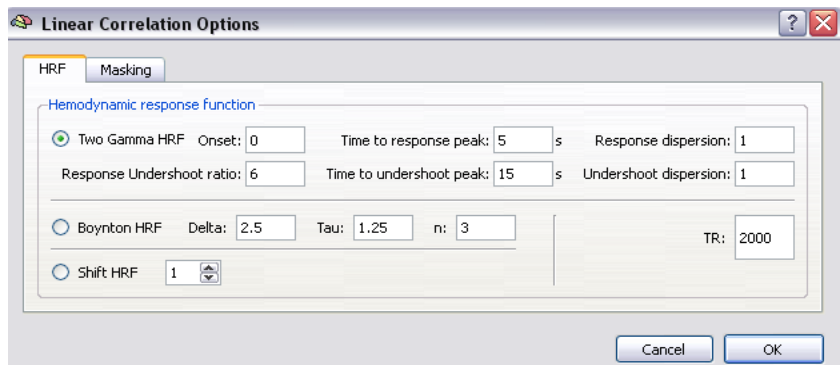 Linear Correlation Options
HRF Masking
Hemodynamic response function
Two Gamma HRF Onset: 0 Time to response peak: 5 s Response dispersion: 1
Response Undershoot ratio: 6 Time to undershoot peak: 15 s Undershoot dispersion: 1
Boynton HRF Delta: 2.5 Tau: 1.25 n: 3 TR: 2000
Shift HRF 1
Cancel OK